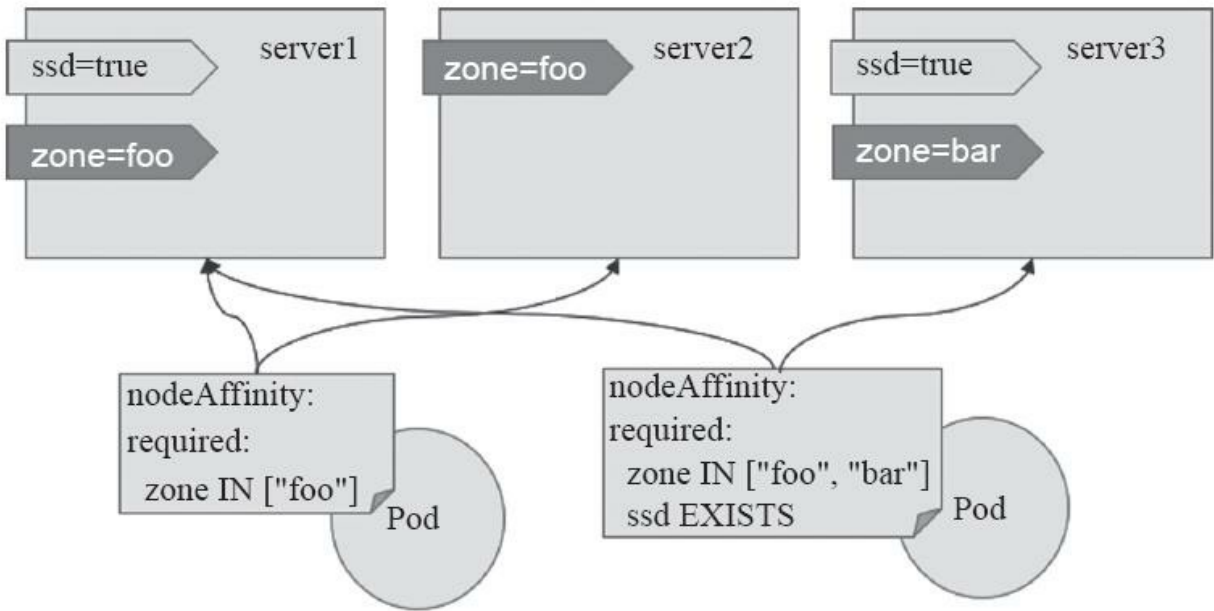 server1
ssd=true
zone=foo
server2
zone=foo
server3
ssd=true
zone=bar
nodeAffinity:
required:
zone IN ["foo"]
Pod
nodeAffinity:
required:
zone IN ["foo", "bar"]
ssd EXISTS
Pod